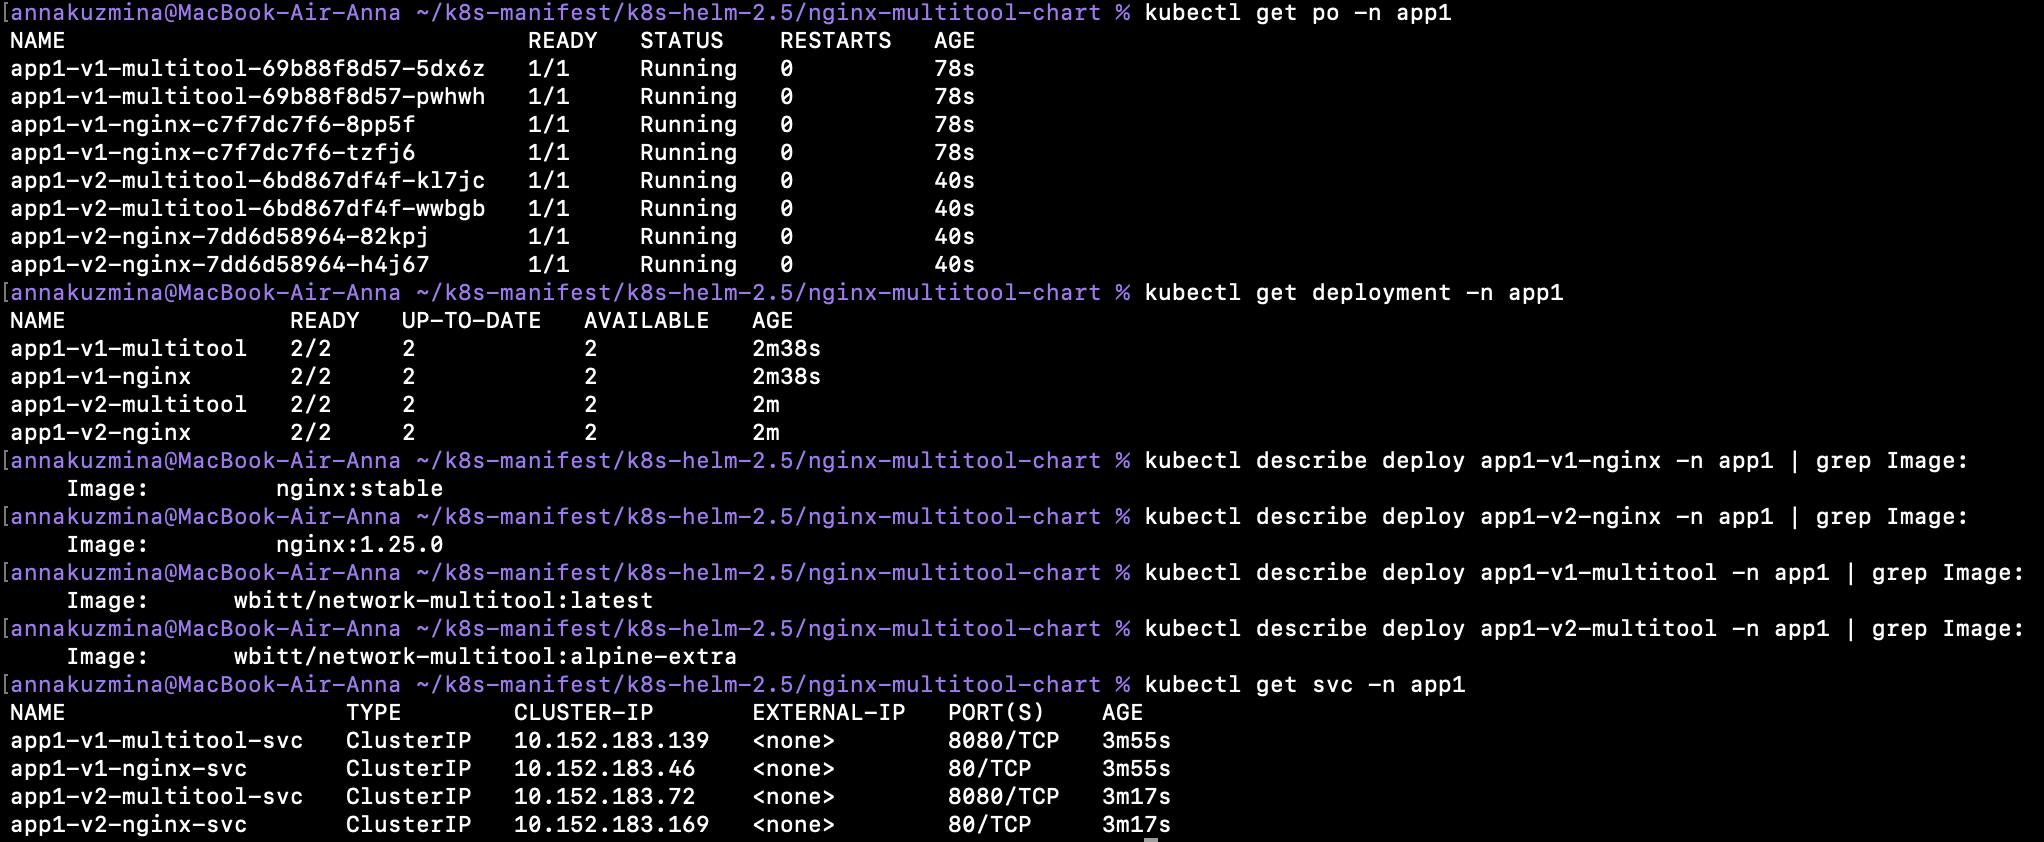 [annakuzmina@MacBook-Air-Anna ~/k8s-manifest/k8s-helm-2.5/nginx-multitool-chart % kubectl get po -n app1
NAME                                 READY   STATUS    RESTARTS   AGE
app1-v1-multitool-69b88f8d57-5dx6z   1/1     Running   0          78s
app1-v1-multitool-69b88f8d57-pwhwh   1/1     Running   0          78s
app1-v1-nginx-c7f7dc7f6-8pp5f        1/1     Running   0          78s
app1-v1-nginx-c7f7dc7f6-tzfj6        1/1     Running   0          78s
app1-v2-multitool-6bd867df4f-kl7jc   1/1     Running   0          40s
app1-v2-multitool-6bd867df4f-wwbgb   1/1     Running   0          40s
app1-v2-nginx-7dd6d58964-82kpj       1/1     Running   0          40s
app1-v2-nginx-7dd6d58964-h4j67       1/1     Running   0          40s
[annakuzmina@MacBook-Air-Anna ~/k8s-manifest/k8s-helm-2.5/nginx-multitool-chart % kubectl get deployment -n app1
NAME                READY   UP-TO-DATE   AVAILABLE   AGE
app1-v1-multitool   2/2     2            2           2m38s
app1-v1-nginx       2/2     2            2           2m38s
app1-v2-multitool   2/2     2            2           2m
app1-v2-nginx       2/2     2            2           2m
[annakuzmina@MacBook-Air-Anna ~/k8s-manifest/k8s-helm-2.5/nginx-multitool-chart % kubectl describe deploy app1-v1-nginx -n app1 | grep Image:
    Image:         nginx:stable
[annakuzmina@MacBook-Air-Anna ~/k8s-manifest/k8s-helm-2.5/nginx-multitool-chart % kubectl describe deploy app1-v2-nginx -n app1 | grep Image:
    Image:         nginx:1.25.0
[annakuzmina@MacBook-Air-Anna ~/k8s-manifest/k8s-helm-2.5/nginx-multitool-chart % kubectl describe deploy app1-v1-multitool -n app1 | grep Image:
    Image:      wbitt/network-multitool:latest
[annakuzmina@MacBook-Air-Anna ~/k8s-manifest/k8s-helm-2.5/nginx-multitool-chart % kubectl describe deploy app1-v2-multitool -n app1 | grep Image:
    Image:      wbitt/network-multitool:alpine-extra
[annakuzmina@MacBook-Air-Anna ~/k8s-manifest/k8s-helm-2.5/nginx-multitool-chart % kubectl get svc -n app1
NAME                    TYPE        CLUSTER-IP       EXTERNAL-IP   PORT(S)    AGE
app1-v1-multitool-svc   ClusterIP   10.152.183.139   <none>        8080/TCP   3m55s
app1-v1-nginx-svc       ClusterIP   10.152.183.46    <none>        80/TCP     3m55s
app1-v2-multitool-svc   ClusterIP   10.152.183.72    <none>        8080/TCP   3m17s
app1-v2-nginx-svc       ClusterIP   10.152.183.169   <none>        80/TCP     3m17s